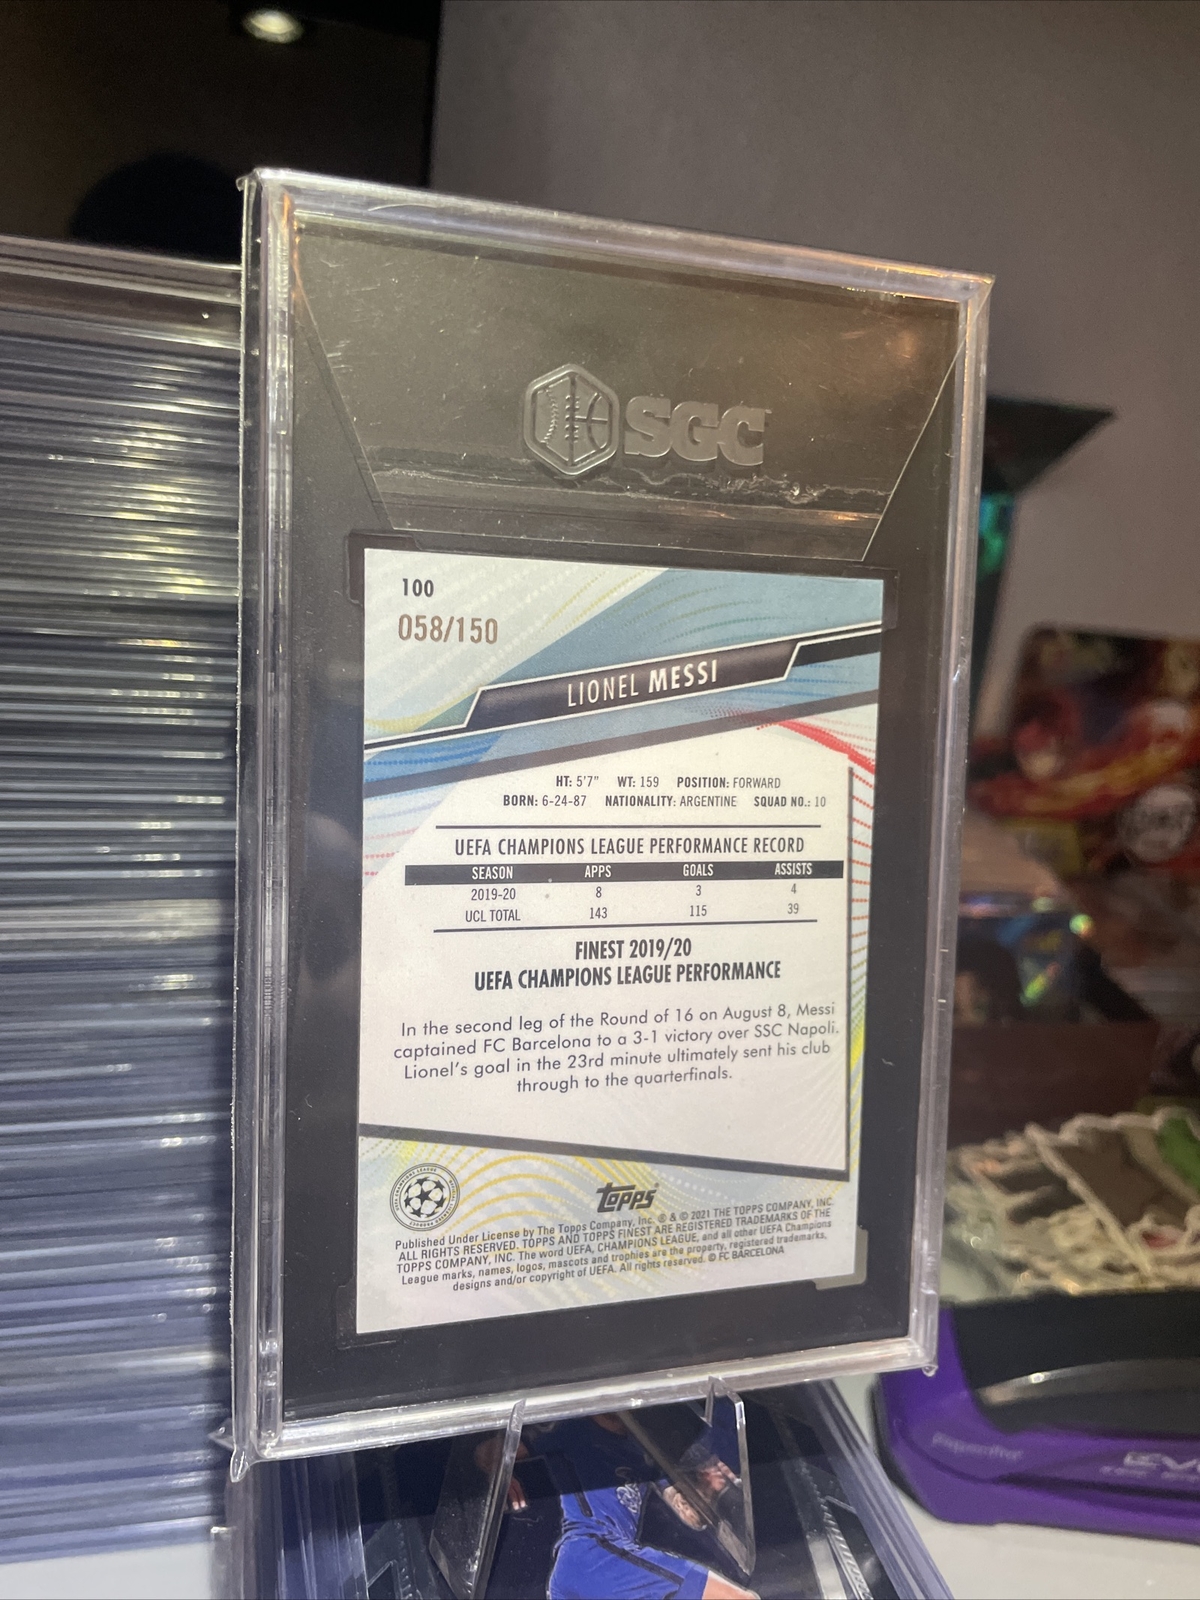 SGC
100
058/150
LIONEL MESSI
HT: 5'7" WT: 159 POSITION: FORWARD
BORN: 6-24-87 NATIONALITY: ARGENTINE SQUAD NO.: 10
UEFA CHAMPIONS LEAGUE PERFORMANCE RECORD
SEASON APPS GOALS ASSISTS
2019-20 8 3 4
UCL TOTAL 143 115 39
FINEST 2019/20
UEFA CHAMPIONS LEAGUE PERFORMANCE
In the second leg of the Round of 16 on August 8, Messi
captained FC Barcelona to a 3-1 victory over SSC Napoli.
Lionel's goal in the 23rd minute ultimately sent his club
through to the quarterfinals.
topps
Published Under License by The Topps Company, Inc. ® & © 2021 THE TOPPS COMPANY, INC.
ALL RIGHTS RESERVED. TOPPS AND TOPPS FINEST ARE REGISTERED TRADEMARKS OF THE
TOPPS COMPANY, INC. The word UEFA, CHAMPIONS LEAGUE, and all other UEFA Champions
League marks, names, logos, mascots and trophies are the property, registered trademarks,
designs and/or copyright of UEFA. All rights reserved. © FC BARCELONA